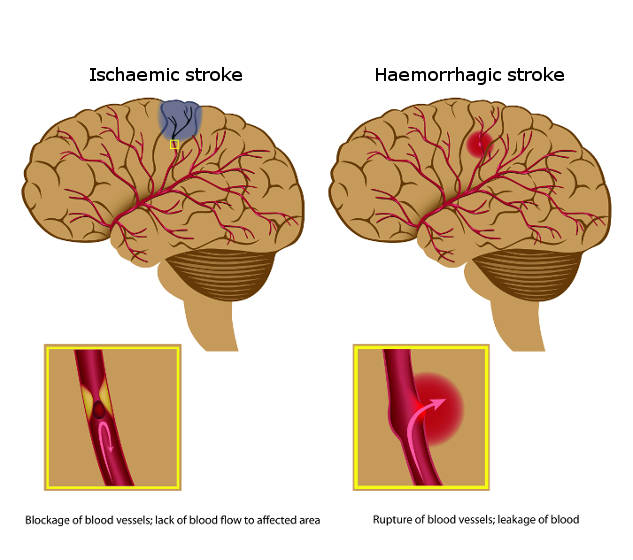 Ischaemic stroke
Haemorrhagic stroke
Blockage of blood vessels; lack of blood flow to affected area
Rupture of blood vessels; leakage of blood